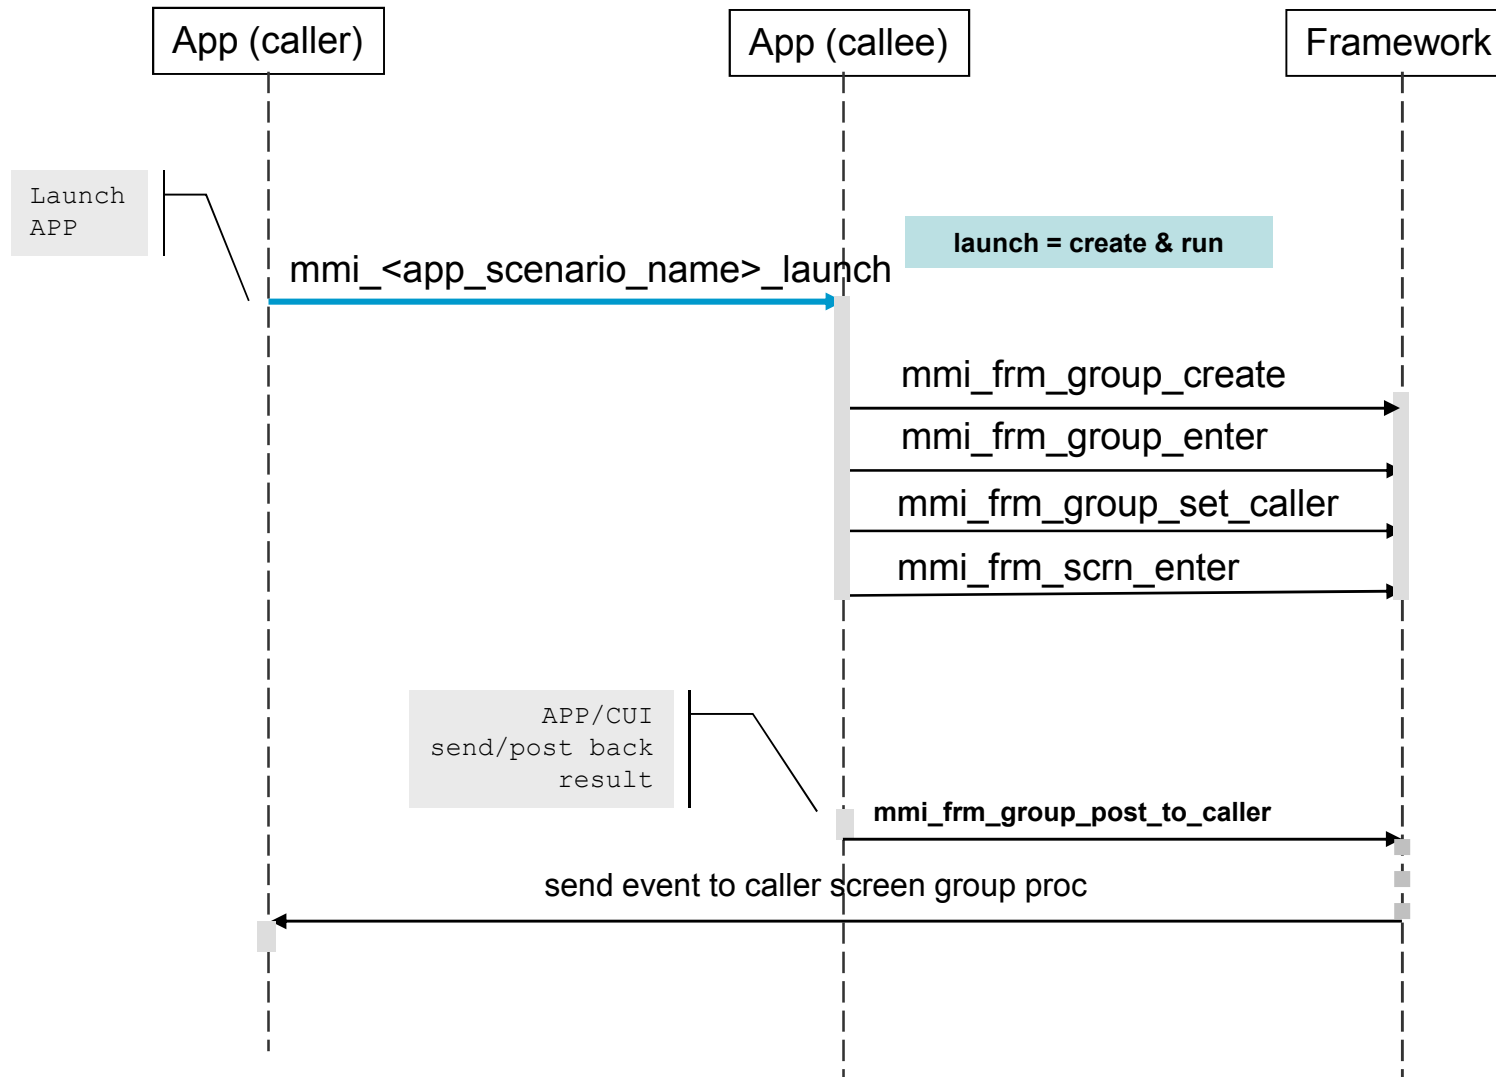 App (caller)
App (callee)
Framework
Launch
APP
launch = create & run
mmi_<app_scenario_name>_launch
mmi_frm_group_create
mmi_frm_group_enter
mmi_frm_group_set_caller
mmi_frm_scrn_enter
APP/CUI
send/post back
result
mmi_frm_group_post_to_caller
send event to caller screen group proc